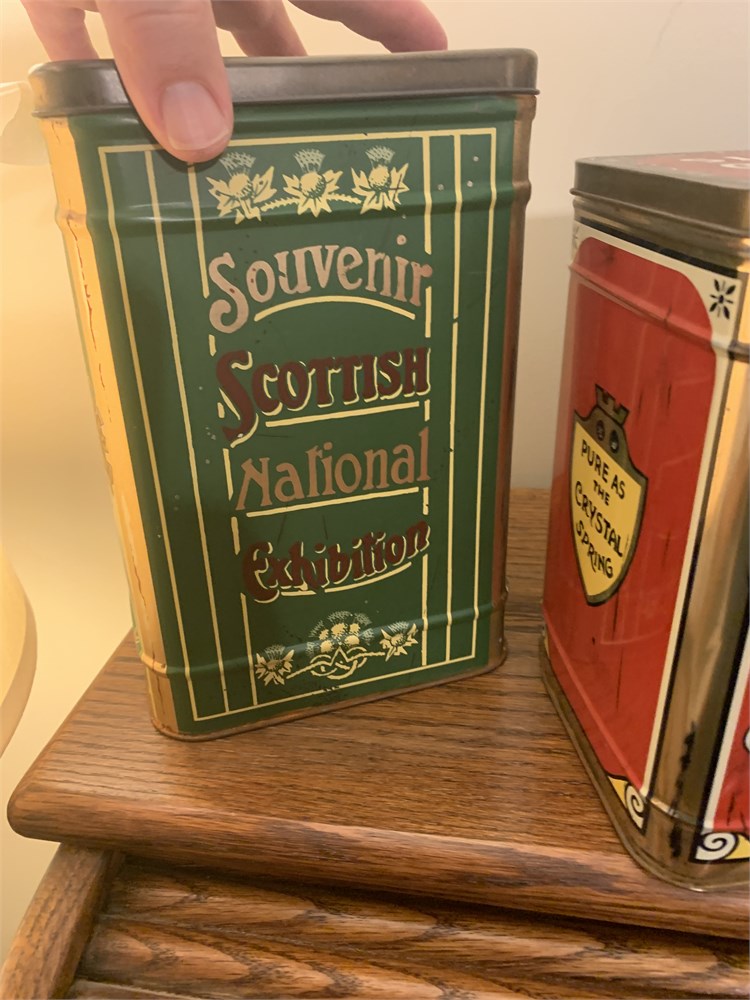 Souvenir
SCOTTISH
National
Exhibition
PURE AS
THE
CRYSTAL
SPRING